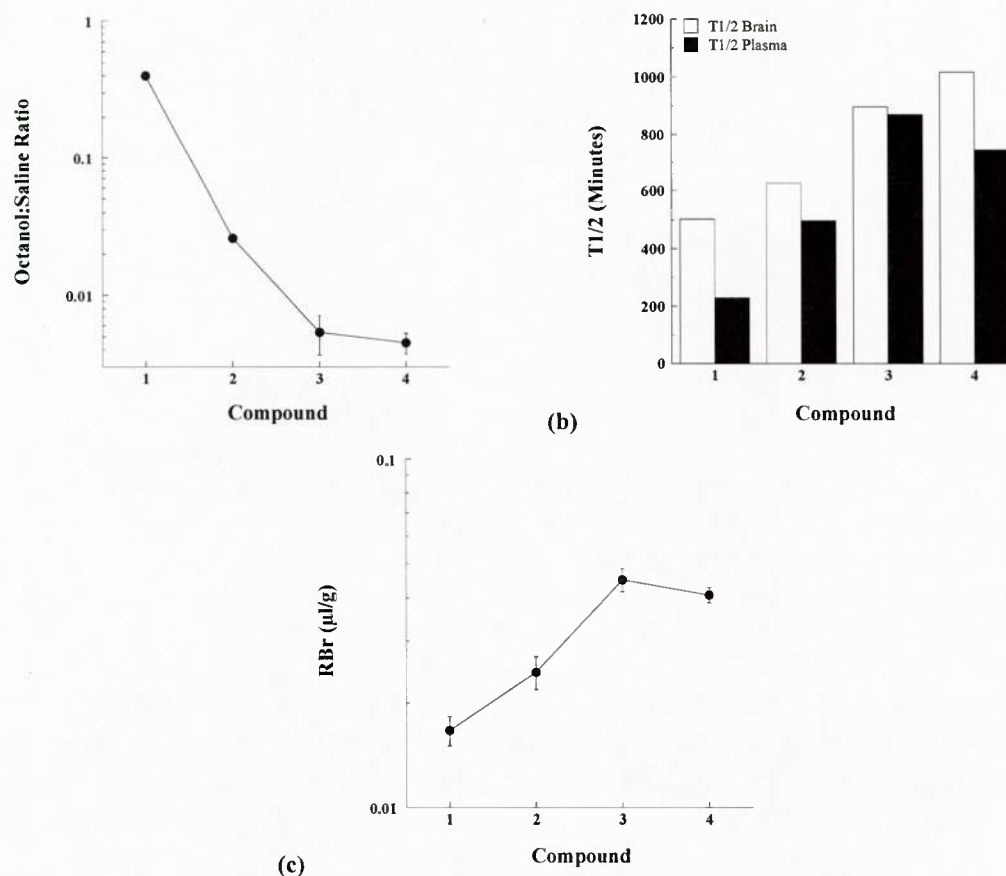 1
0.1
0.01
Octanol:Saline Ratio
1 2 3 4
Compound
1200
1000
800
600
400
200
0
T1/2 (Minutes)
T1/2 Brain
T1/2 Plasma
1 2 3 4
Compound
(b)
0.1
0.01
RBr (µl/g)
1 2 3 4
Compound
(c)